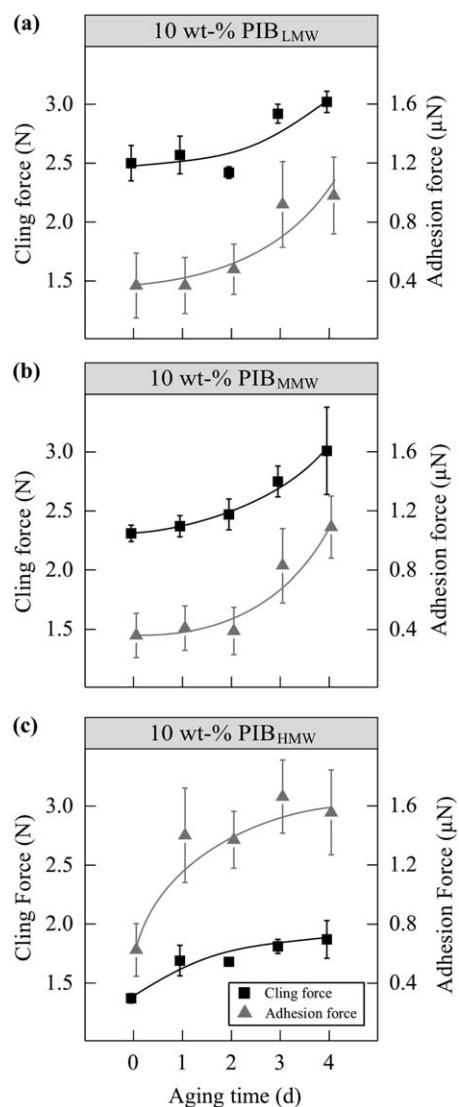 (a)
10 wt-% PIB_LMW
Cling force (N)
3.0
2.5
2.0
1.5
1.6
1.2
0.8
0.4
Adhesion force (μN)
(b)
10 wt-% PIB_MMW
Cling force (N)
3.0
2.5
2.0
1.5
1.6
1.2
0.8
0.4
Adhesion force (μN)
(c)
10 wt-% PIB_HMW
Cling Force (N)
3.0
2.5
2.0
1.5
1.6
1.2
0.8
0.4
Adhesion Force (μN)
Cling force
Adhesion force
0 1 2 3 4
Aging time (d)